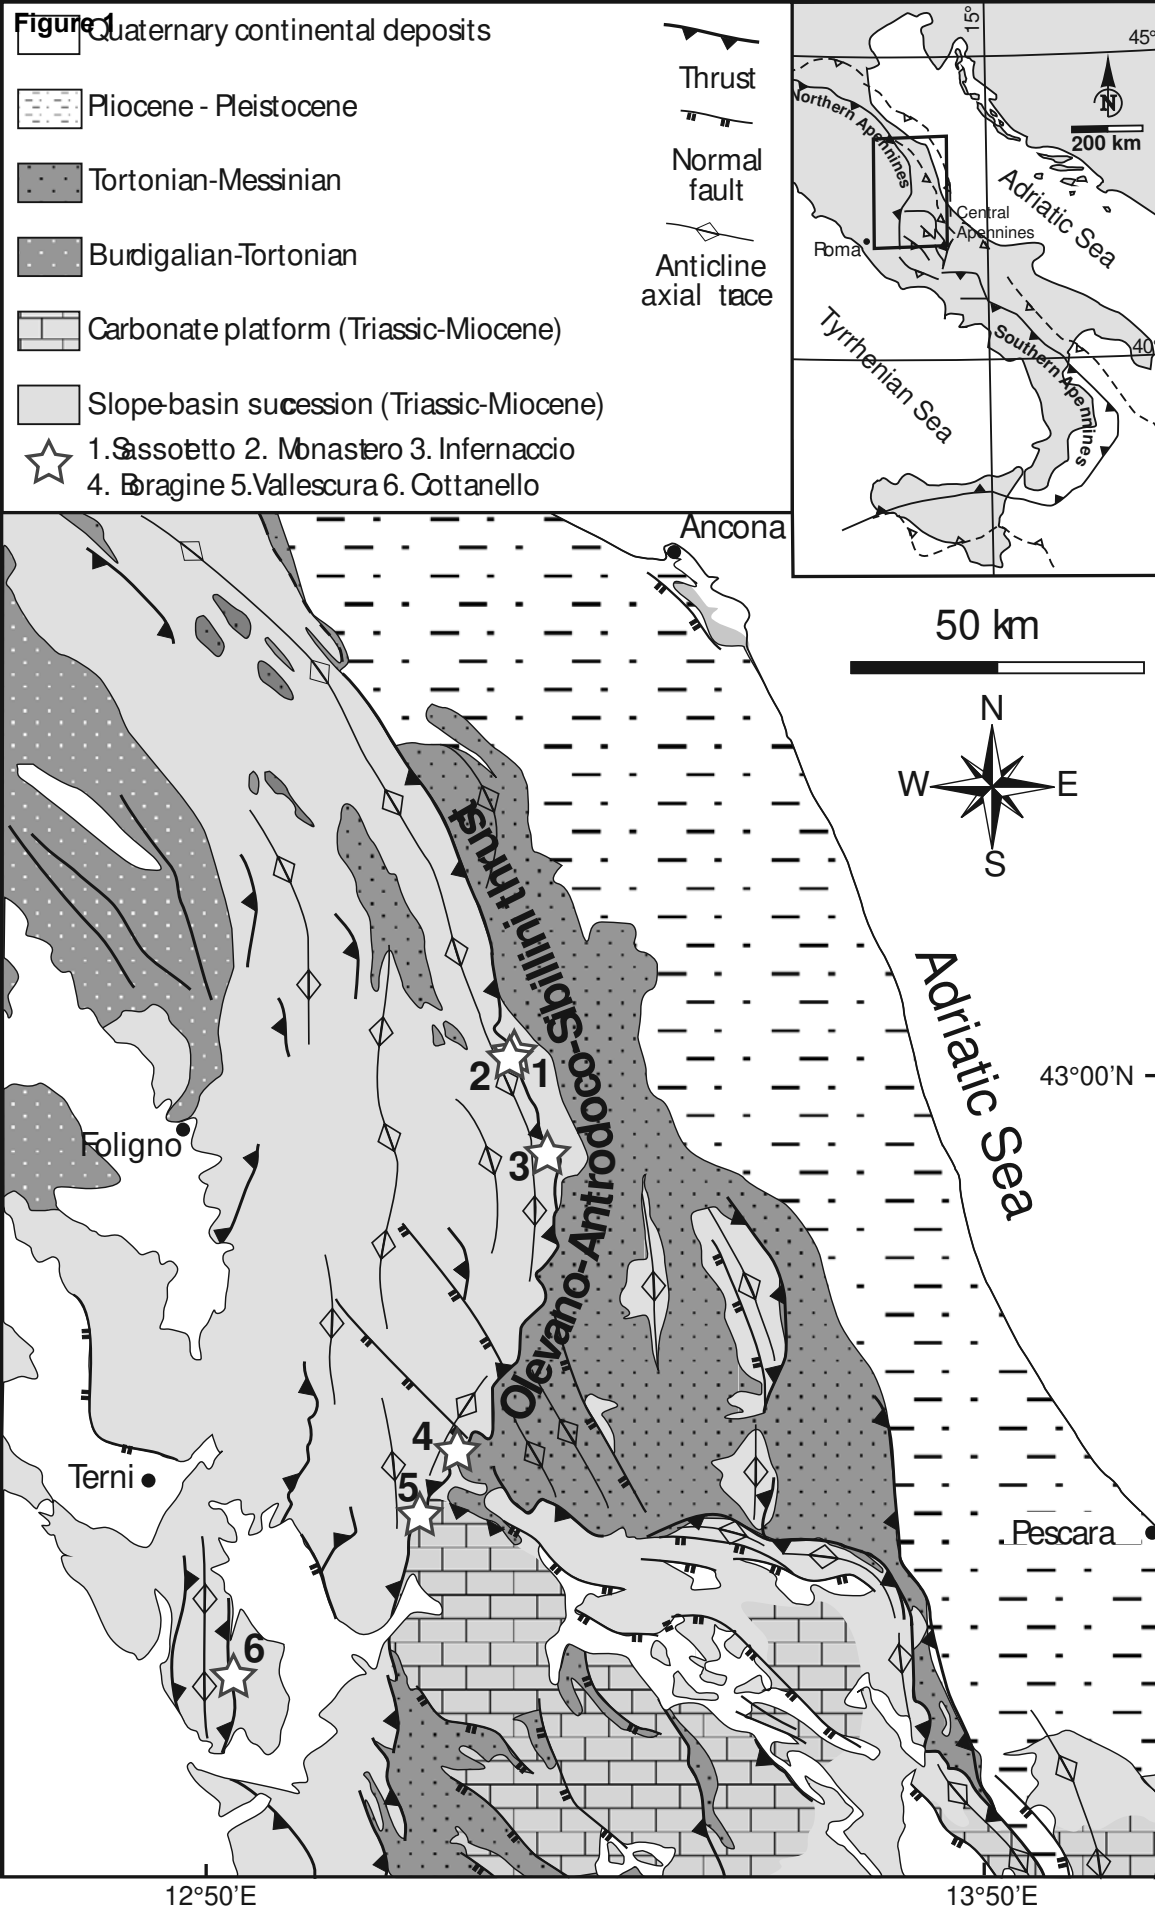 Figure 1
Quaternary continental deposits
Pliocene - Pleistocene
Tortonian-Messinian
Burdigalian-Tortonian
Carbonate platform (Triassic-Miocene)
Slope-basin succession (Triassic-Miocene)
1.Sassotetto 2. Monastero 3. Infernaccio
4. Boragine 5.Vallescura 6. Cottanello
Thrust
Normal
fault
Anticline
axial trace
15°
45°
N
200 km
Northern Apennines
Adriatic Sea
Central
Apennines
Roma
Tyrrhenian Sea
Southern Apennines
40°
Ancona
50 km
N
W E
S
Olevano-Antrodoco-Sibillini thrust
Adriatic Sea
43°00'N
2 1
3
Foligno
4
5
Terni
Pescara
6
12°50'E
13°50'E